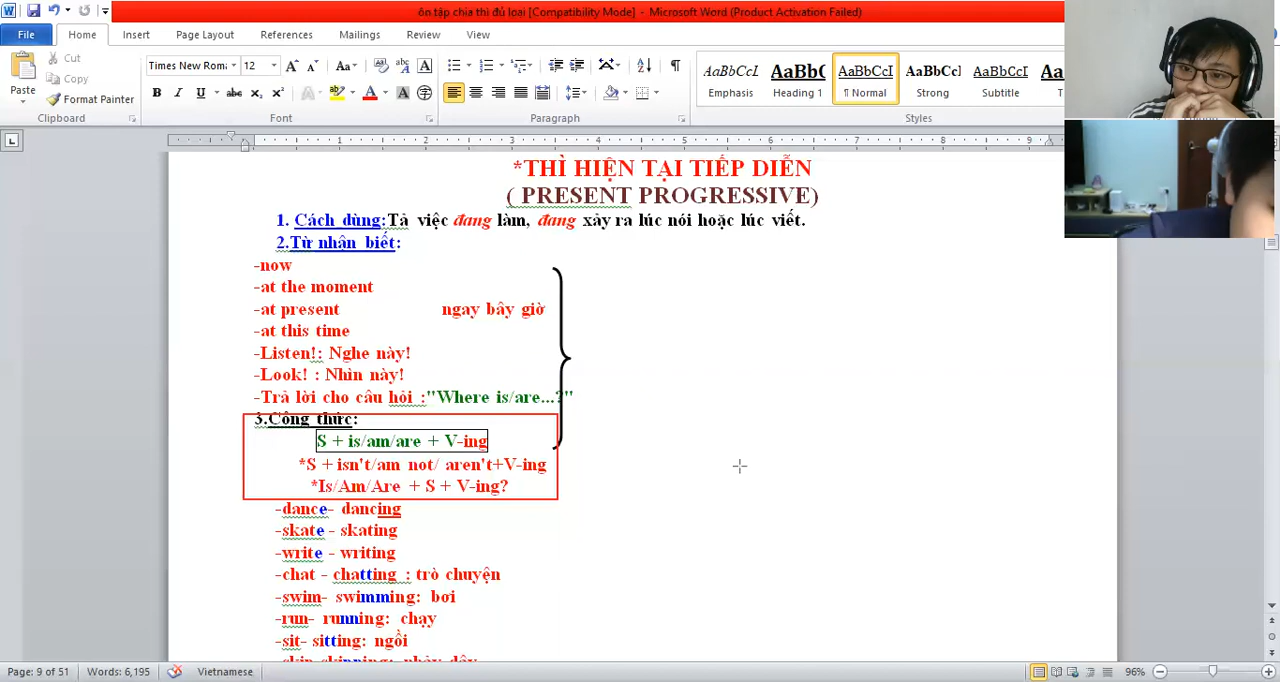 ôn tập chia thì đủ loại [Compatibility Mode] - Microsoft Word (Product Activation Failed)
File Home Insert Page Layout References Mailings Review View
Paste
Cut
Copy
Format Painter
Clipboard
Times New Roma 12
Font
Paragraph
AaBbCcI AaBbC AaBbCcI AaBbCcI AaBbCcI Aa
Emphasis Heading 1 ¶ Normal Strong Subtitle T
Styles
*THÌ HIỆN TẠI TIẾP DIỄN
( PRESENT PROGRESSIVE)
1. Cách dùng:Tả việc đang làm, đang xảy ra lúc nói hoặc lúc viết.
2.Từ nhận biết:
-now
-at the moment
-at present ngay bây giờ
-at this time
-Listen!: Nghe này!
-Look! : Nhìn này!
-Trả lời cho câu hỏi :"Where is/are...?"
3.Công thức:
S + is/am/are + V-ing
*S + isn't/am not/ aren't+V-ing
*Is/Am/Are + S + V-ing?
-dance- dancing
-skate - skating
-write - writing
-chat - chatting : trò chuyện
-swim- swimming: bơi
-run- running: chạy
-sit- sitting: ngồi
-skip-skipping: nhảy dây
Page: 9 of 51 Words: 6,195 Vietnamese 96%